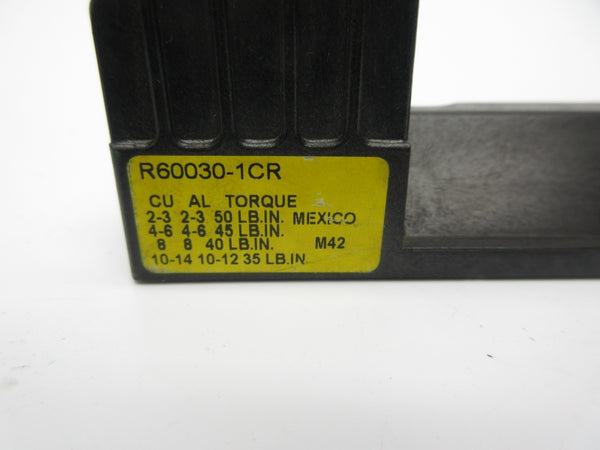 R60030-1CR
CU AL TORQUE
2-3 2-3 50 LB.IN. MEXICO
4-6 4-6 45 LB.IN.
8 8 40 LB.IN. M42
10-14 10-12 35 LB.IN